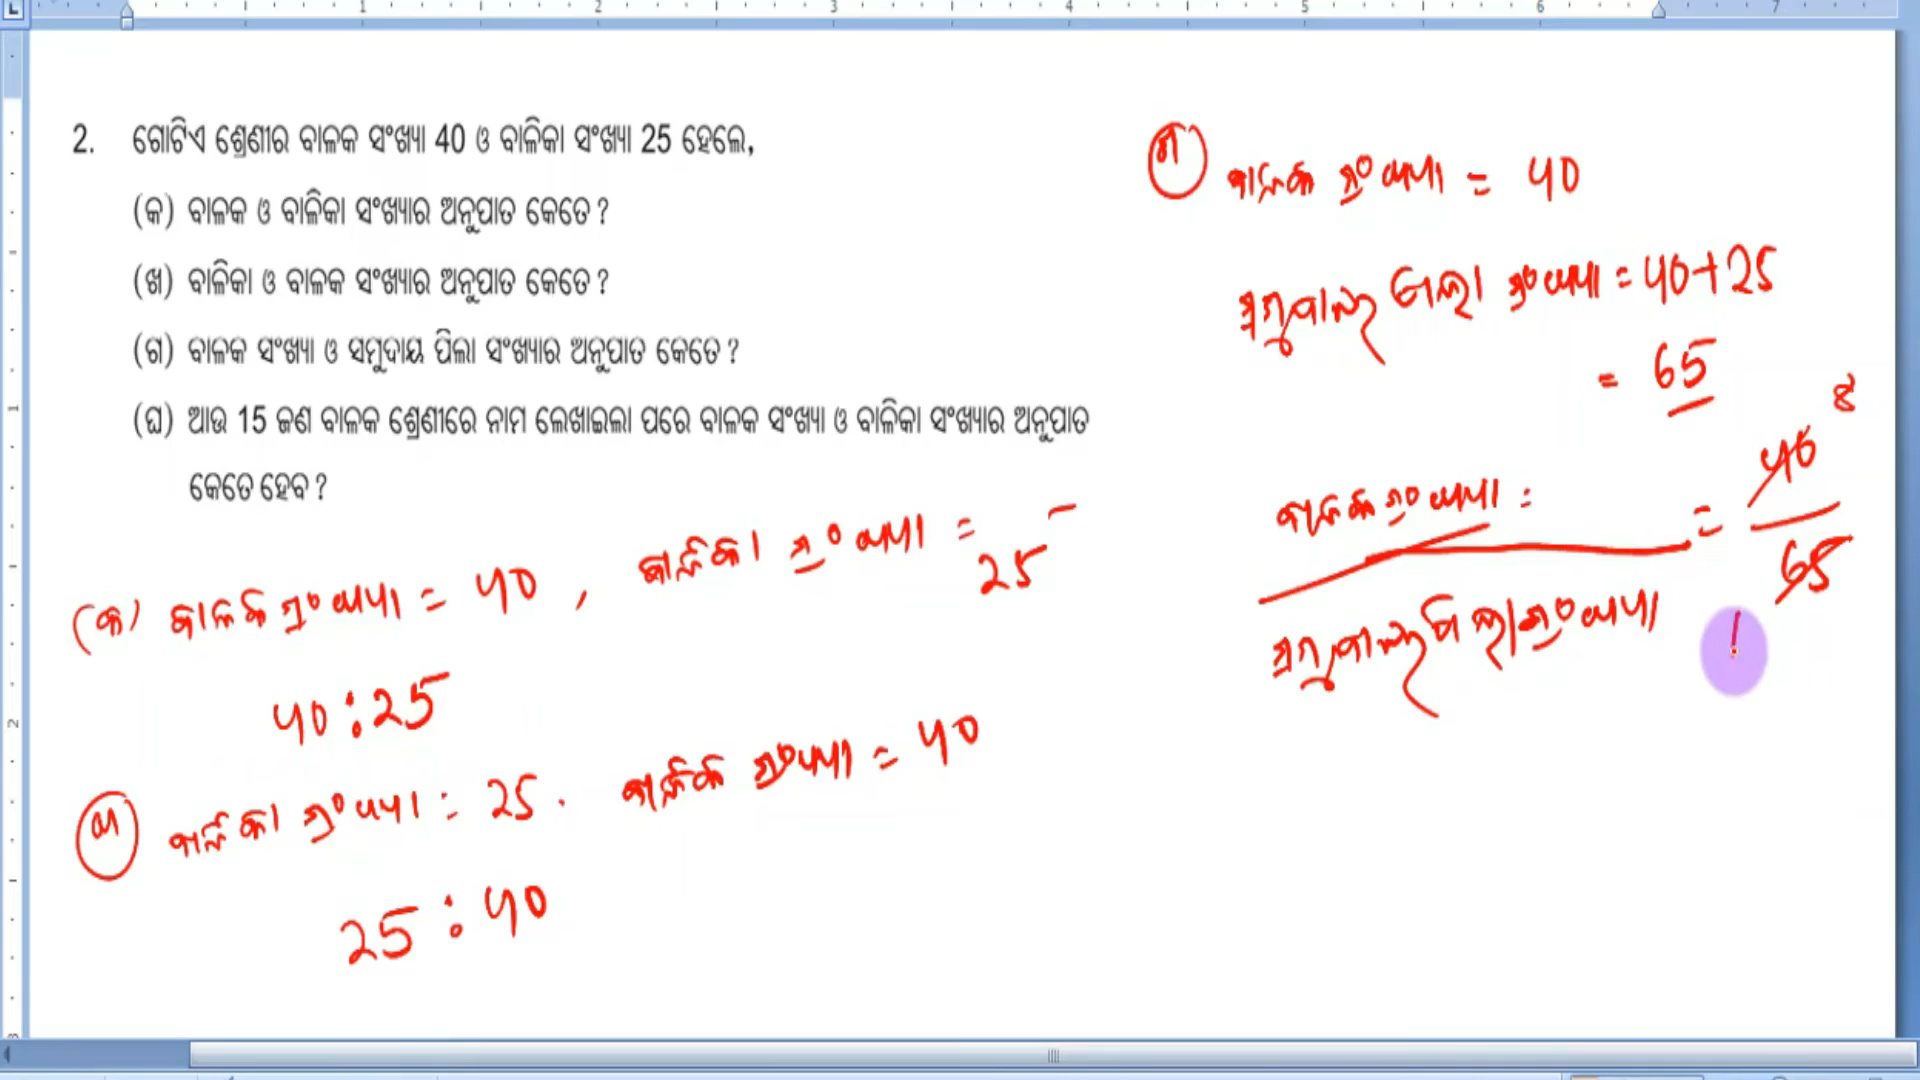 2. ଗୋଟିଏ ଶ୍ରେଣୀର ବାଳକ ସଂଖ୍ୟା 40 ଓ ବାଳିକା ସଂଖ୍ୟା 25 ହେଲେ,
(କ) ବାଳକ ଓ ବାଳିକା ସଂଖ୍ୟାର ଅନୁପାତ କେତେ ?
(ଖ) ବାଳିକା ଓ ବାଳକ ସଂଖ୍ୟାର ଅନୁପାତ କେତେ ?
(ଗ) ବାଳକ ସଂଖ୍ୟା ଓ ସମୁଦାୟ ପିଲା ସଂଖ୍ୟାର ଅନୁପାତ କେତେ ?
(ଘ) ଆଉ 15 ଜଣ ବାଳକ ଶ୍ରେଣୀରେ ନାମ ଲେଖାଇଲା ପରେ ବାଳକ ସଂଖ୍ୟା ଓ ବାଳିକା ସଂଖ୍ୟାର ଅନୁପାତ
କେତେ ହେବ ?
(କ) ବାଳକ ସଂଖ୍ୟା = 40 , ବାଳିକା ସଂଖ୍ୟା = 25
40 : 25
ଖ ବାଳିକା ସଂଖ୍ୟା = 25 . ବାଳକ ସଂଖ୍ୟା = 40
25 : 40
ଗ ବାଳକ ସଂଖ୍ୟା = 40
ସମୁଦାୟ ପିଲା ସଂଖ୍ୟା = 40+25
= 65
8
ବାଳକ ସଂଖ୍ୟା = = 40
ସମୁଦାୟ ପିଲା ସଂଖ୍ୟା 65
1